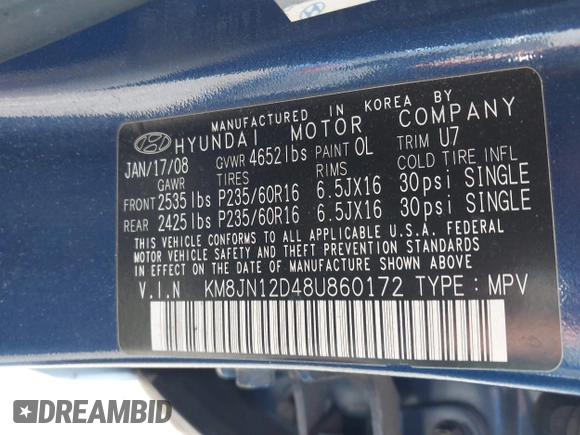 MANUFACTURED IN KOREA BY
HYUNDAI MOTOR COMPANY
JAN/17/08 GVWR 4652lbs PAINT OL TRIM U7
GAWR TIRES RIMS COLD TIRE INFL
FRONT 2535 lbs P235/60R16 6.5JX16 30psi SINGLE
REAR 2425 lbs P235/60R16 6.5JX16 30psi SINGLE
THIS VEHICLE CONFORMS TO ALL APPLICABLE U.S.A. FEDERAL
MOTOR VEHICLE SAFETY AND THEFT PREVENTION STANDARDS
IN EFFECT ON THE DATE OF MANUFACTURE SHOWN ABOVE.
V.I.N KM8JN12D48U860172 TYPE : MPV
DREAMBID